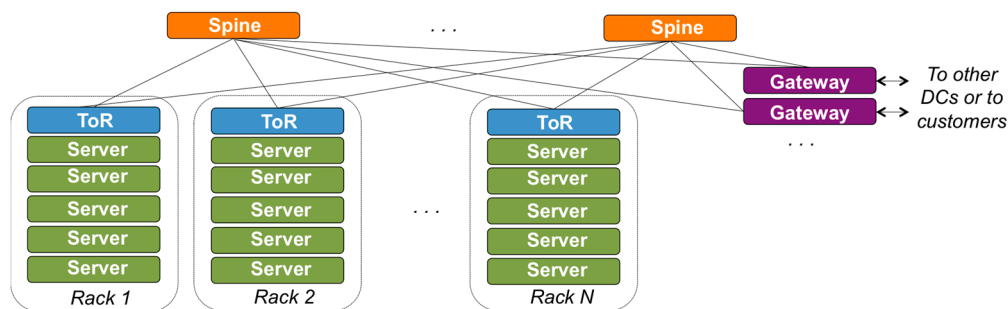 Spine
. . .
Spine
Gateway
Gateway
. . .
To other
DCs or to
customers
ToR
Server
Server
Server
Server
Server
Rack 1
ToR
Server
Server
Server
Server
Server
Rack 2
. . .
ToR
Server
Server
Server
Server
Server
Rack N